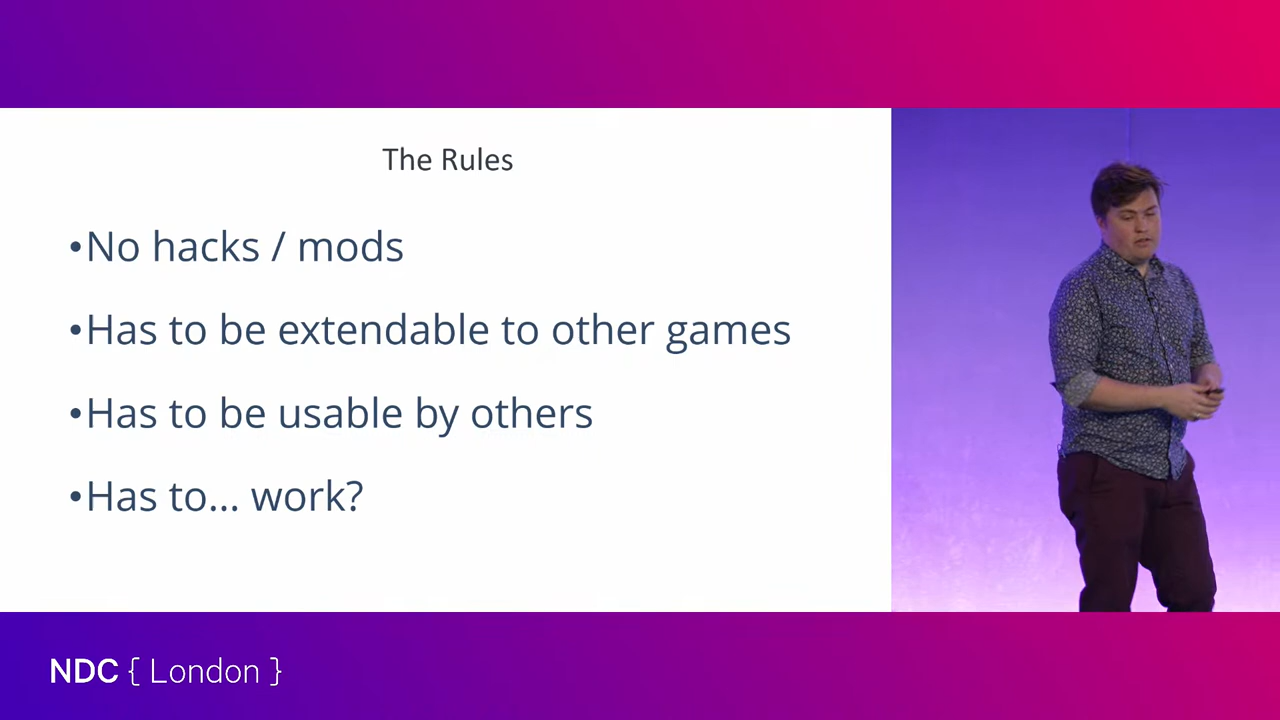 The Rules
•No hacks / mods
•Has to be extendable to other games
•Has to be usable by others
•Has to... work?
NDC { London }